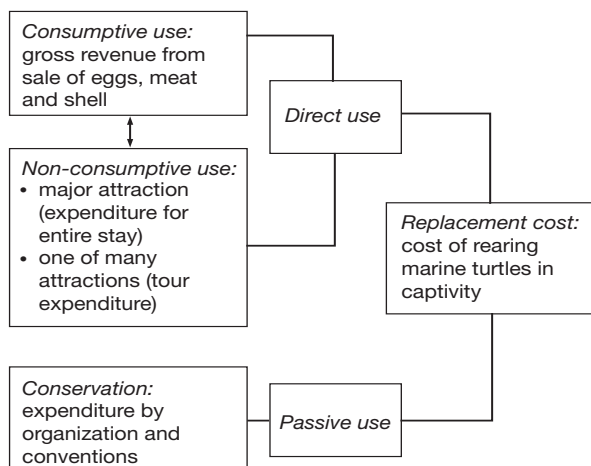 Consumptive use:
gross revenue from
sale of eggs, meat
and shell
Direct use
Non-consumptive use:
• major attraction
(expenditure for
entire stay)
• one of many
attractions (tour
expenditure)
Replacement cost:
cost of rearing
marine turtles in
captivity
Conservation:
expenditure by
organization and
conventions
Passive use